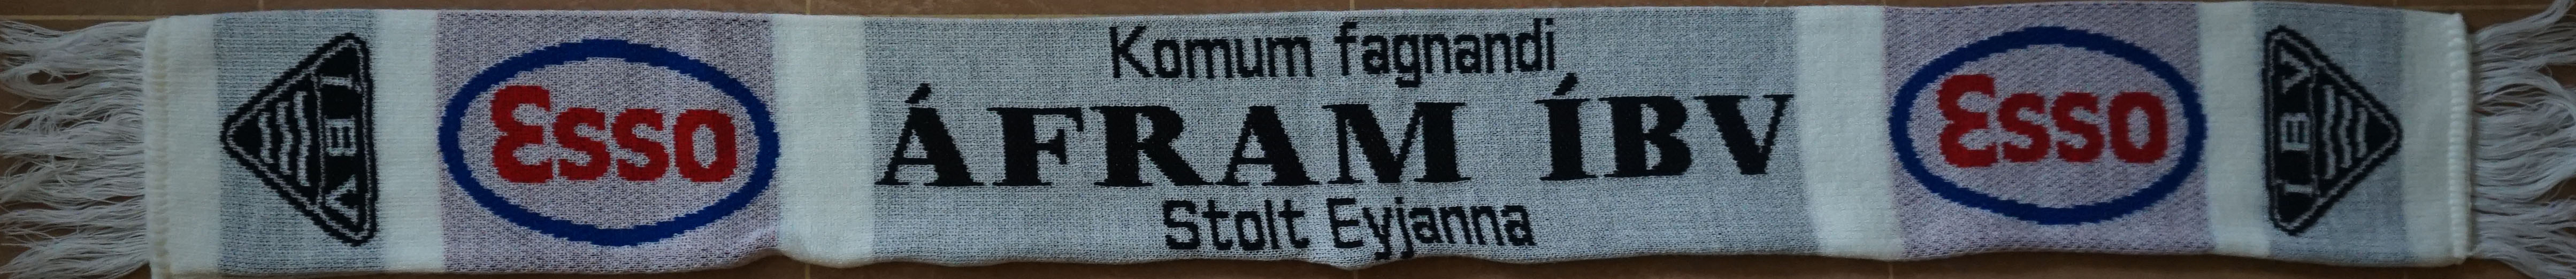 ÍBV
Esso
Komum fagnandi
ÁFRAM ÍBV
Stolt Eyjanna
Esso
ÍBV